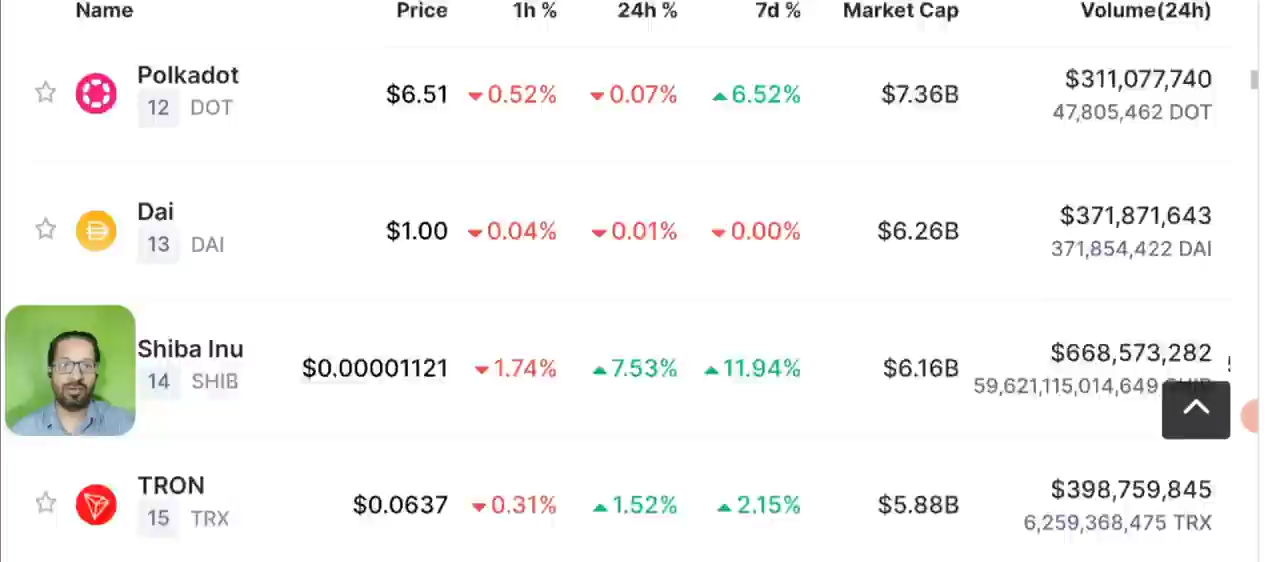 Name Price 1h % 24h % 7d % Market Cap Volume(24h)
Polkadot
12 DOT
$6.51 0.52% 0.07% 6.52% $7.36B
$311,077,740
47,805,462 DOT
Dai
13 DAI
$1.00 0.04% 0.01% 0.00% $6.26B
$371,871,643
371,854,422 DAI
Shiba Inu
14 SHIB
$0.00001121 1.74% 7.53% 11.94% $6.16B
$668,573,282
59,621,115,014,649
TRON
15 TRX
$0.0637 0.31% 1.52% 2.15% $5.88B
$398,759,845
6,259,368,475 TRX